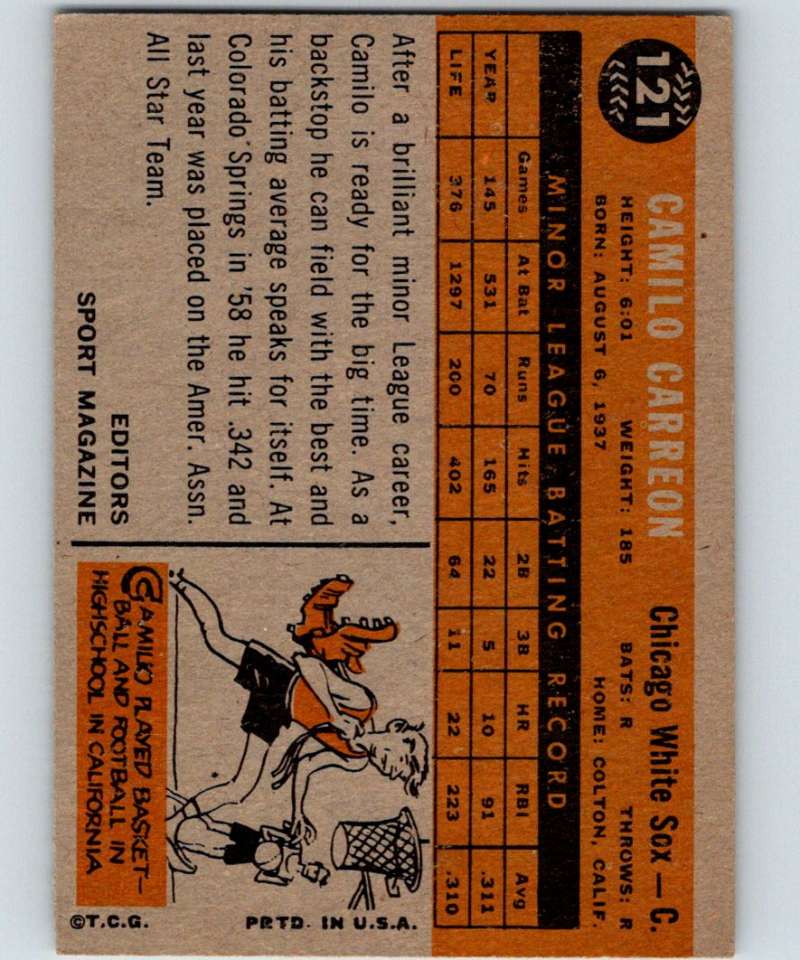 121
CAMILO CARREON Chicago White Sox — C.
HEIGHT: 6:01 WEIGHT: 185 BATS: R THROWS: R
BORN: AUGUST 6, 1937 HOME: COLTON, CALIF.
MINOR LEAGUE BATTING RECORD
Games At Bat Runs Hits 2B 3B HR RBI Avg
YEAR 145 531 70 165 22 5 10 91 .311
LIFE 376 1297 200 402 64 11 22 223 .310
After a brilliant minor League career,
Camilo is ready for the big time. As a
backstop he can field with the best and
his batting average speaks for itself. At
Colorado Springs in '58 he hit .342 and
last year was placed on the Amer. Assn.
All Star Team.
EDITORS
SPORT MAGAZINE
CAMILO PLAYED BASKET-
BALL AND FOOTBALL IN
HIGHSCHOOL IN CALIFORNIA
PRTD. IN U.S.A.
©T.C.G.